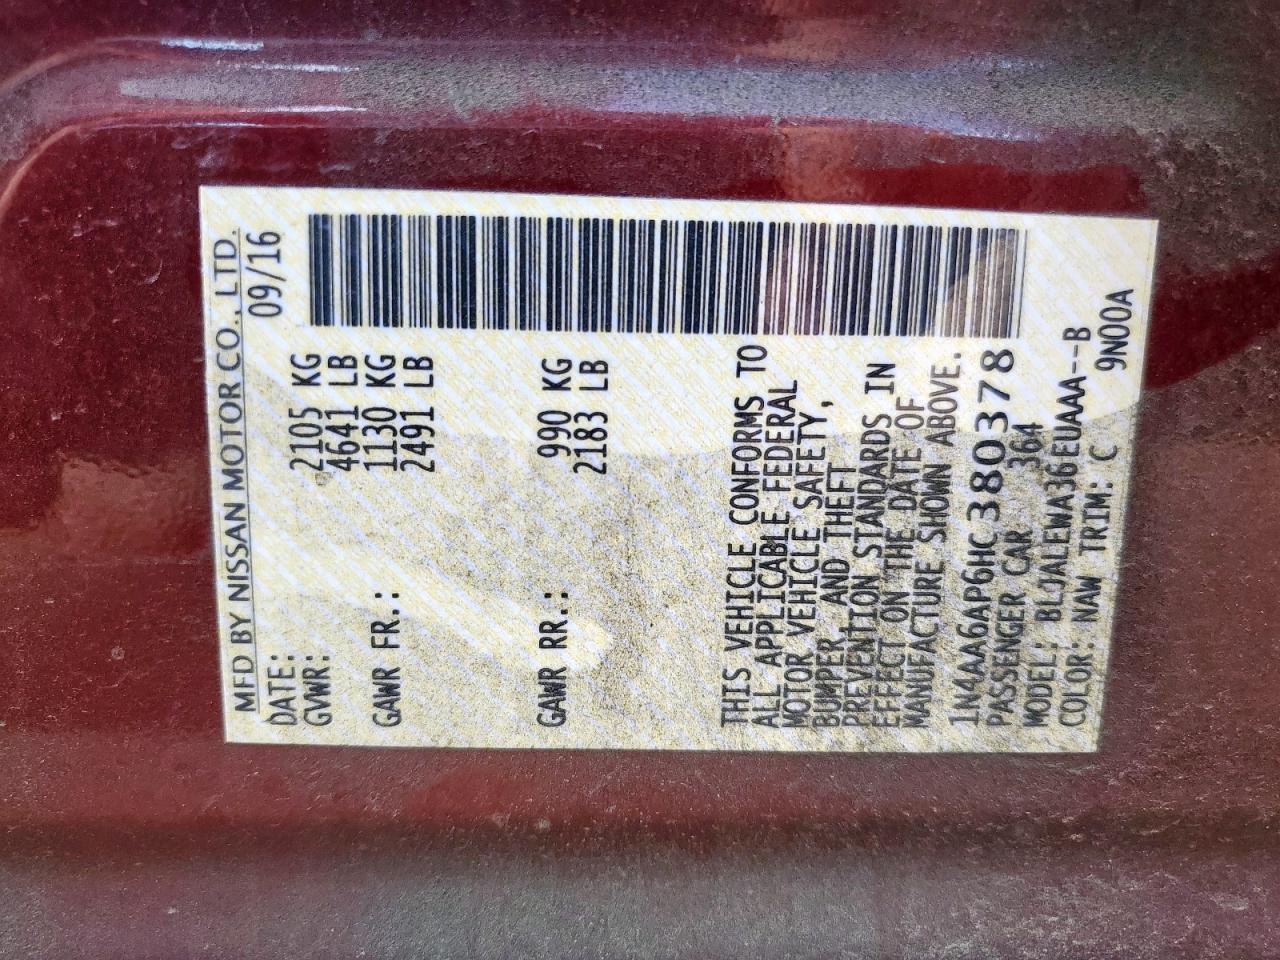 MFD BY NISSAN MOTOR CO., LTD.
DATE: 09/16
GVWR: 2105 KG
4641 LB
GAWR FR.: 1130 KG
2491 LB
GAWR RR.: 990 KG
2183 LB
THIS VEHICLE CONFORMS TO
ALL APPLICABLE FEDERAL
MOTOR VEHICLE SAFETY,
BUMPER, AND THEFT
PREVENTION STANDARDS IN
EFFECT ON THE DATE OF
MANUFACTURE SHOWN ABOVE.
1N4AA6AP6HC380378
PASSENGER CAR 364
MODEL: BLJALEWA36EUAAA--B
COLOR: NAW TRIM: C 9N00A